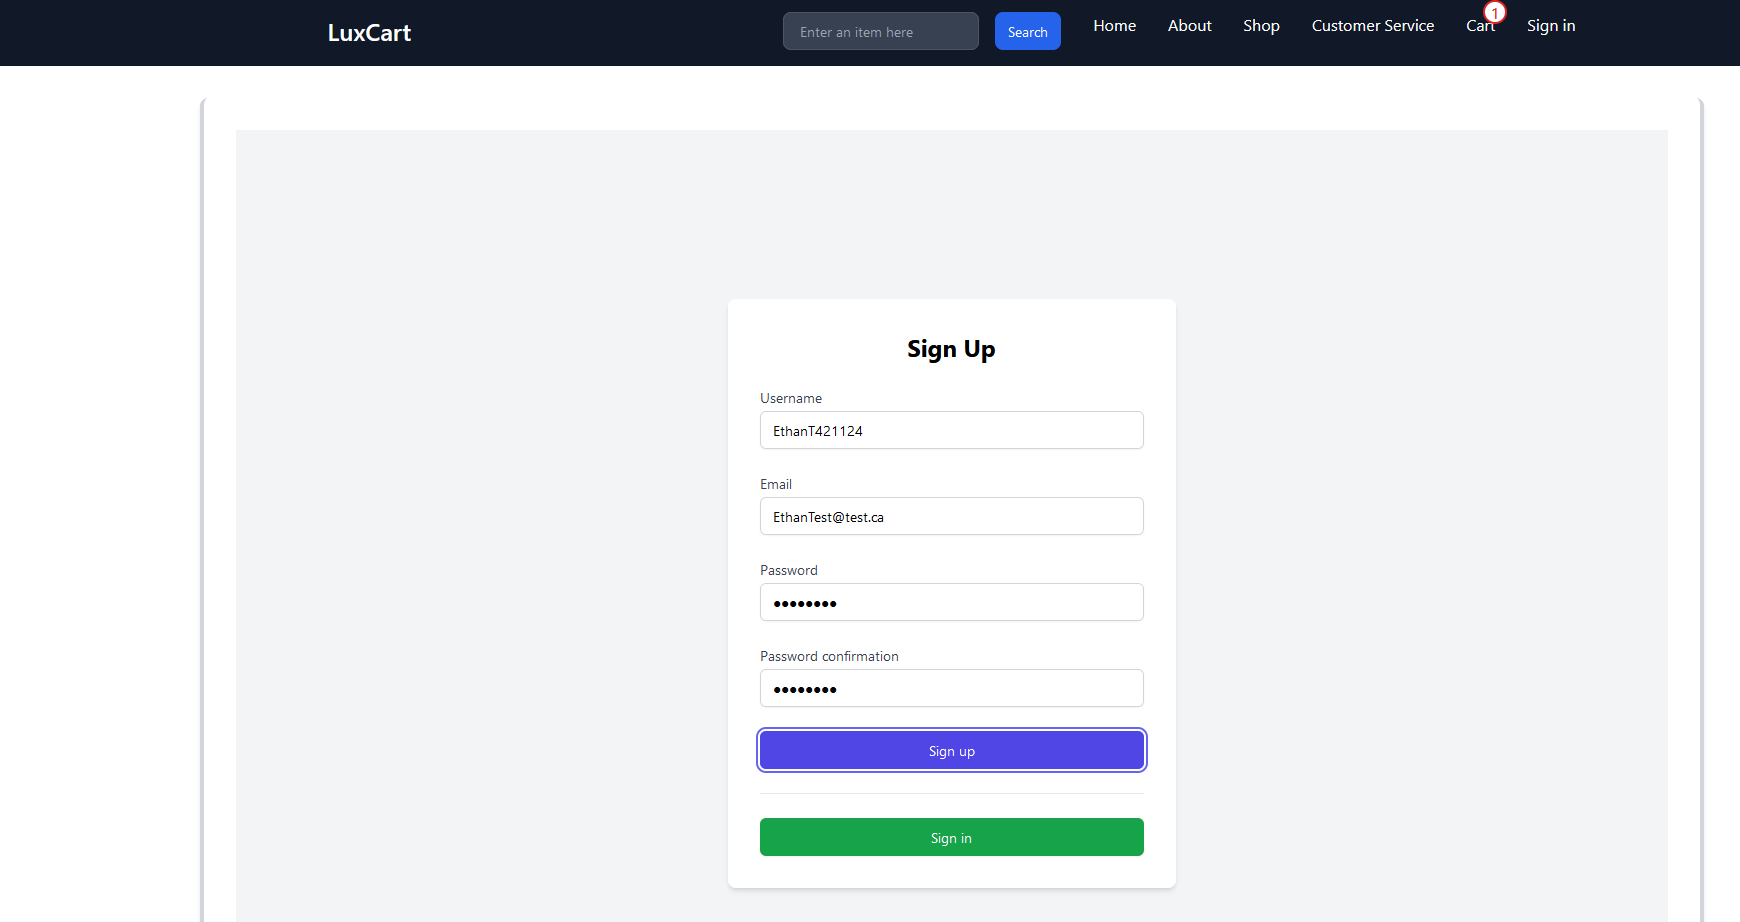 LuxCart
Enter an item here
Search
Home
About
Shop
Customer Service
Cart
1
Sign in
Sign Up
Username
EthanT421124
Email
EthanTest@test.ca
Password
••••••••
Password confirmation
••••••••
Sign up
Sign in